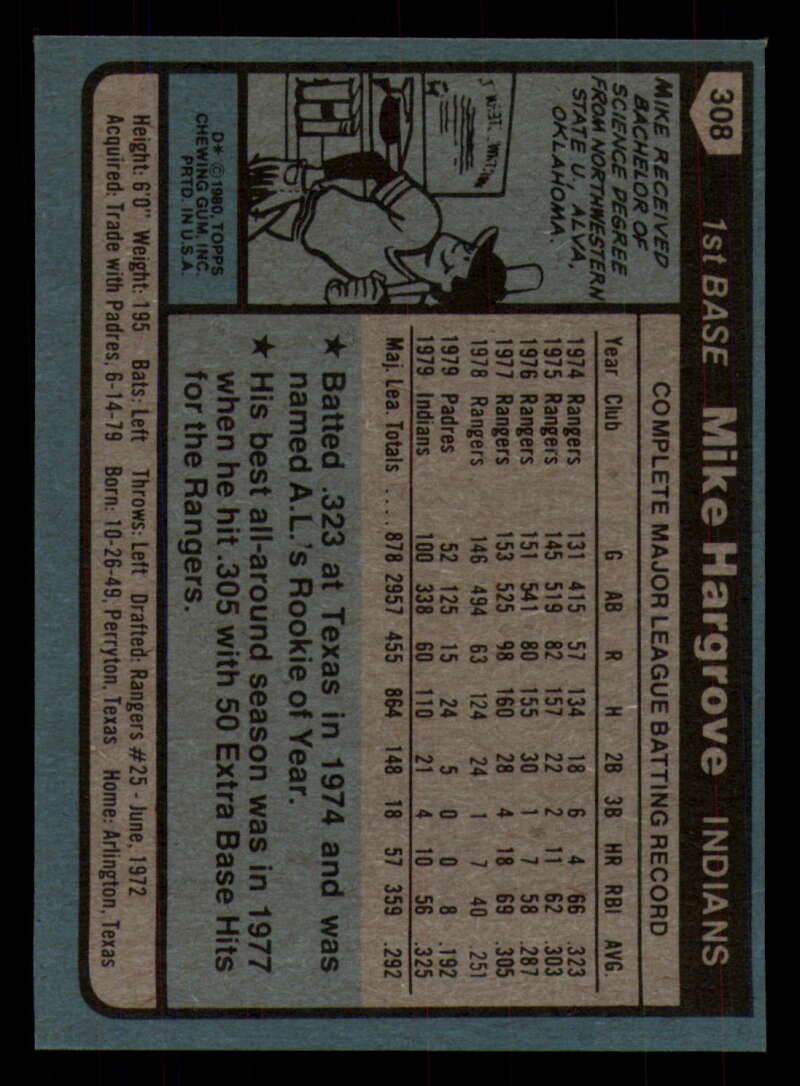 308
1st BASE Mike Hargrove INDIANS
MIKE RECEIVED
BACHELOR OF
SCIENCE DEGREE
FROM NORTHWESTERN
STATE U., ALVA,
OKLAHOMA.
D* © 1980, TOPPS
CHEWING GUM, INC.
PRTD. IN U.S.A.
COMPLETE MAJOR LEAGUE BATTING RECORD
Year Club G AB R H 2B 3B HR RBI AVG.
1974 Rangers 131 415 57 134 18 6 4 66 .323
1975 Rangers 145 519 82 157 22 2 11 62 .303
1976 Rangers 151 541 80 155 30 1 7 58 .287
1977 Rangers 153 525 98 160 28 4 18 69 .305
1978 Rangers 146 494 63 124 24 1 7 40 .251
1979 Padres 52 125 15 24 5 0 0 8 .192
1979 Indians 100 338 60 110 21 4 10 56 .325
Maj. Lea. Totals .... 878 2957 455 864 148 18 57 359 .292
★ Batted .323 at Texas in 1974 and was
named A.L.'s Rookie of Year.
★ His best all-around season was in 1977
when he hit .305 with 50 Extra Base Hits
for the Rangers.
Height: 6'0" Weight: 195 Bats: Left Throws: Left Drafted: Rangers #25 - June, 1972
Acquired: Trade with Padres, 6-14-79 Born: 10-26-49, Perryton, Texas Home: Arlington, Texas